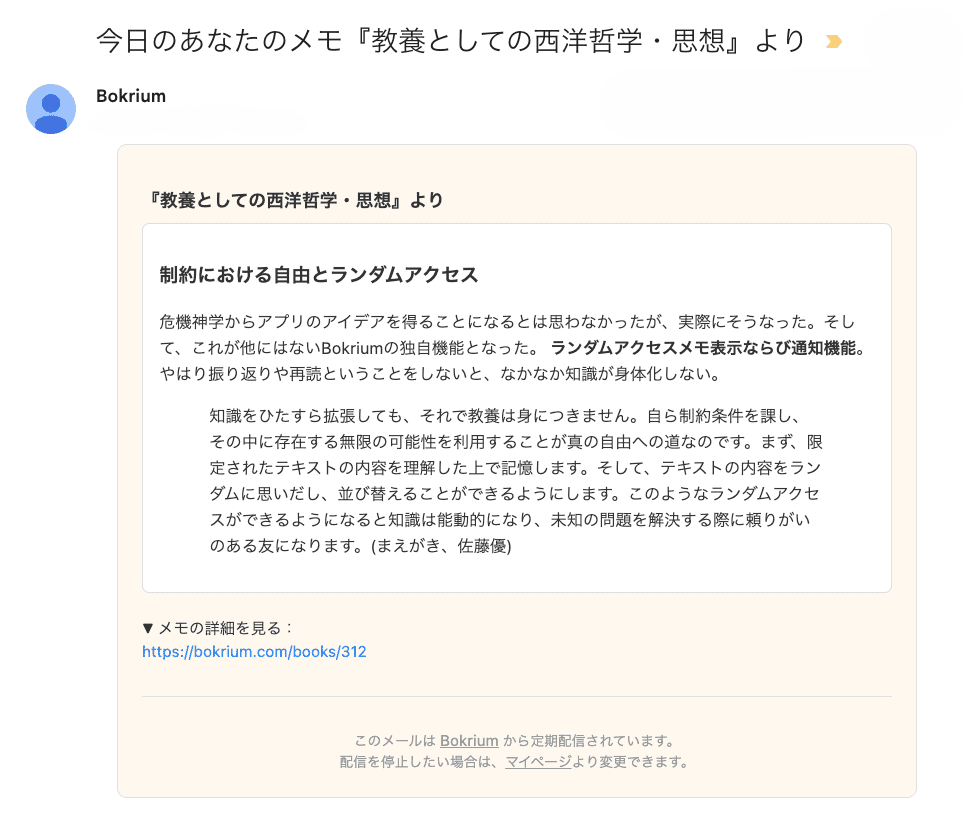 今日のあなたのメモ『教養としての西洋哲学・思想』より
Bokrium
『教養としての西洋哲学・思想』より
制約における自由とランダムアクセス
危機神学からアプリのアイデアを得ることになるとは思わなかったが、実際にそうなった。そし
て、これが他にはないBokriumの独自機能となった。 ランダムアクセスメモ表示ならび通知機能。
やはり振り返りや再読ということをしないと、なかなか知識が身体化しない。
知識をひたすら拡張しても、それで教養は身につきません。自ら制約条件を課し、
その中に存在する無限の可能性を利用することが真の自由への道なのです。まず、限
定されたテキストの内容を理解した上で記憶します。そして、テキストの内容をラン
ダムに思いだし、並び替えることができるようにします。このようなランダムアクセ
スができるようになると知識は能動的になり、未知の問題を解決する際に頼りがい
のある友になります。(まえがき、佐藤優)
▼ メモの詳細を見る：
https://bokrium.com/books/312
このメールは Bokrium から定期配信されています。
配信を停止したい場合は、マイページより変更できます。